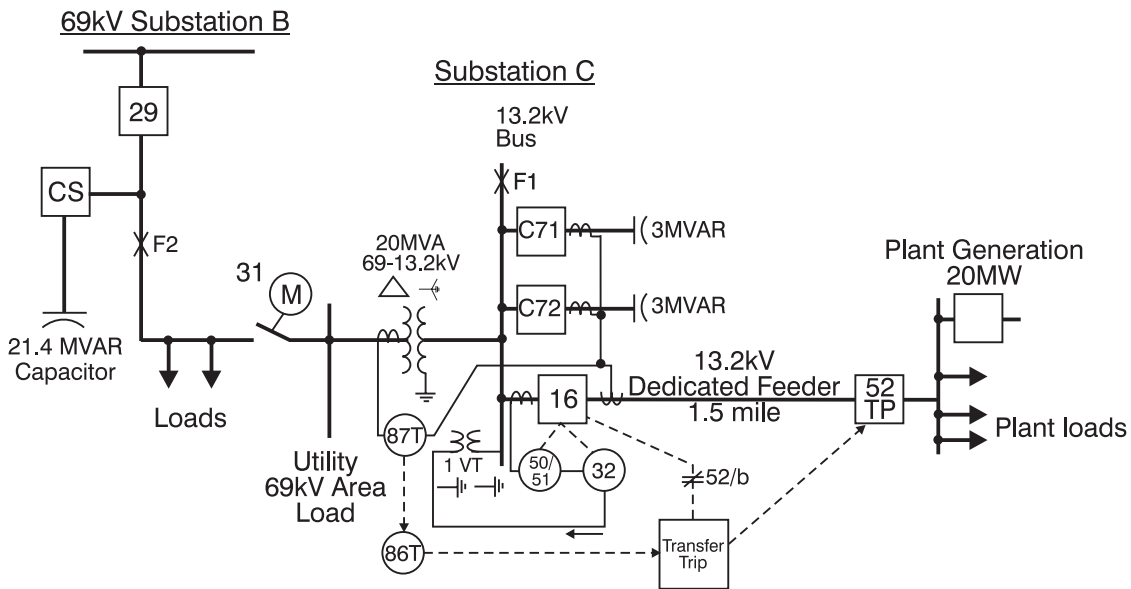 69kV Substation B
29
CS
F2
21.4 MVAR
Capacitor
Loads
31
M
Utility
69kV Area
Load
20MVA
69-13.2kV
Substation C
13.2kV
Bus
F1
C71
3MVAR
C72
3MVAR
16
13.2kV
Dedicated Feeder
1.5 mile
52
TP
Plant Generation
20MW
Plant loads
87T
1 VT
50/
51
32
52/b
86T
Transfer
Trip